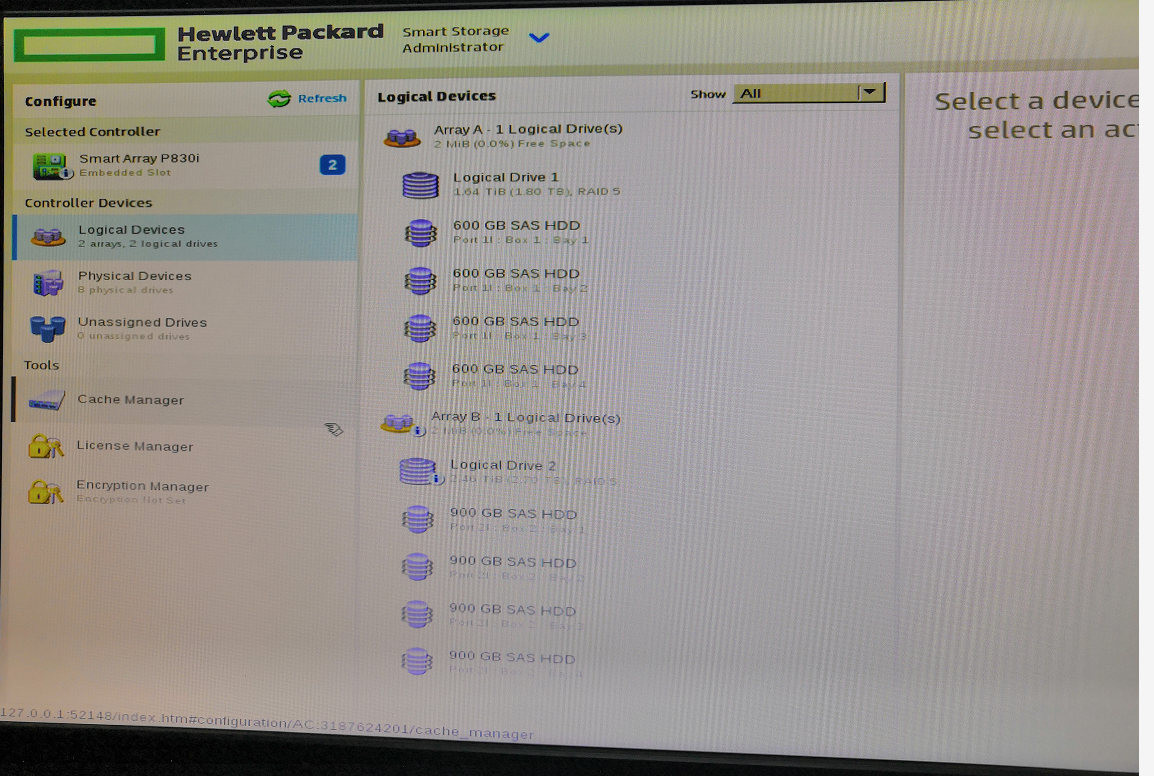 Hewlett Packard
Enterprise
Smart Storage
Administrator
Configure
Refresh
Selected Controller
Smart Array P830i
Embedded Slot
2
Controller Devices
Logical Devices
2 arrays, 2 logical drives
Physical Devices
8 physical drives
Unassigned Drives
0 unassigned drives
Tools
Cache Manager
License Manager
Encryption Manager
Encryption Not Set
Logical Devices
Show
All
Array A - 1 Logical Drive(s)
2 MiB (0.0%) Free Space
Logical Drive 1
1.64 TiB (1.80 TB), RAID 5
600 GB SAS HDD
Port 1I : Box 1 : Bay 1
600 GB SAS HDD
Port 1I : Box 1 : Bay 2
600 GB SAS HDD
Port 1I : Box 1 : Bay 3
600 GB SAS HDD
Port 1I : Box 1 : Bay 4
Array B - 1 Logical Drive(s)
2 MiB (0.0%) Free Space
Logical Drive 2
2.46 TiB (2.70 TB), RAID 5
900 GB SAS HDD
Port 2I : Box 2 : Bay 1
900 GB SAS HDD
Port 2I : Box 2 : Bay 2
900 GB SAS HDD
Port 2I : Box 2 : Bay
900 GB SAS HDD
Port 2I : Box 2 : Bay 4
Select a device
select an ac
127.0.0.1:52148/index.htm#configuration/AC:3187624201/cache_manager